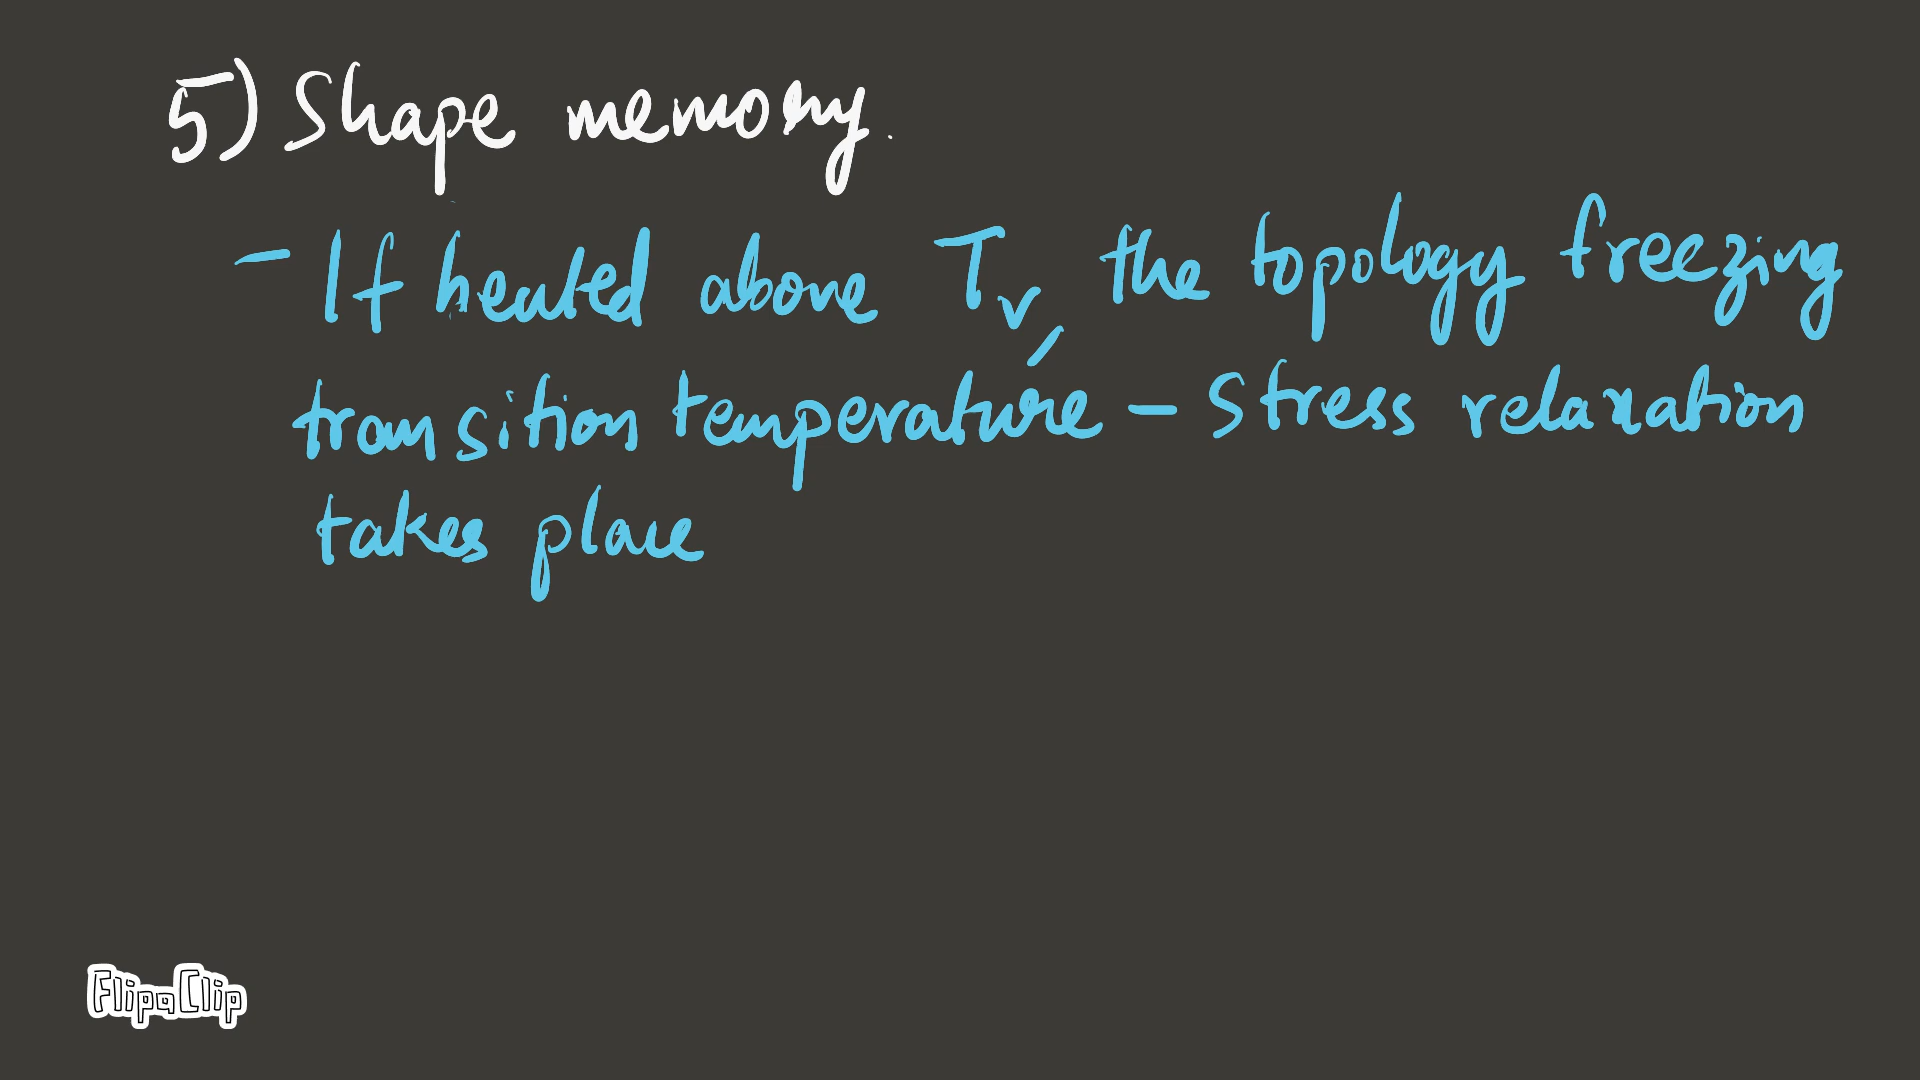 5) Shape memory.
- If heated above Tv, the topology freezing
transition temperature - Stress relaxation
takes place
FlipaClip